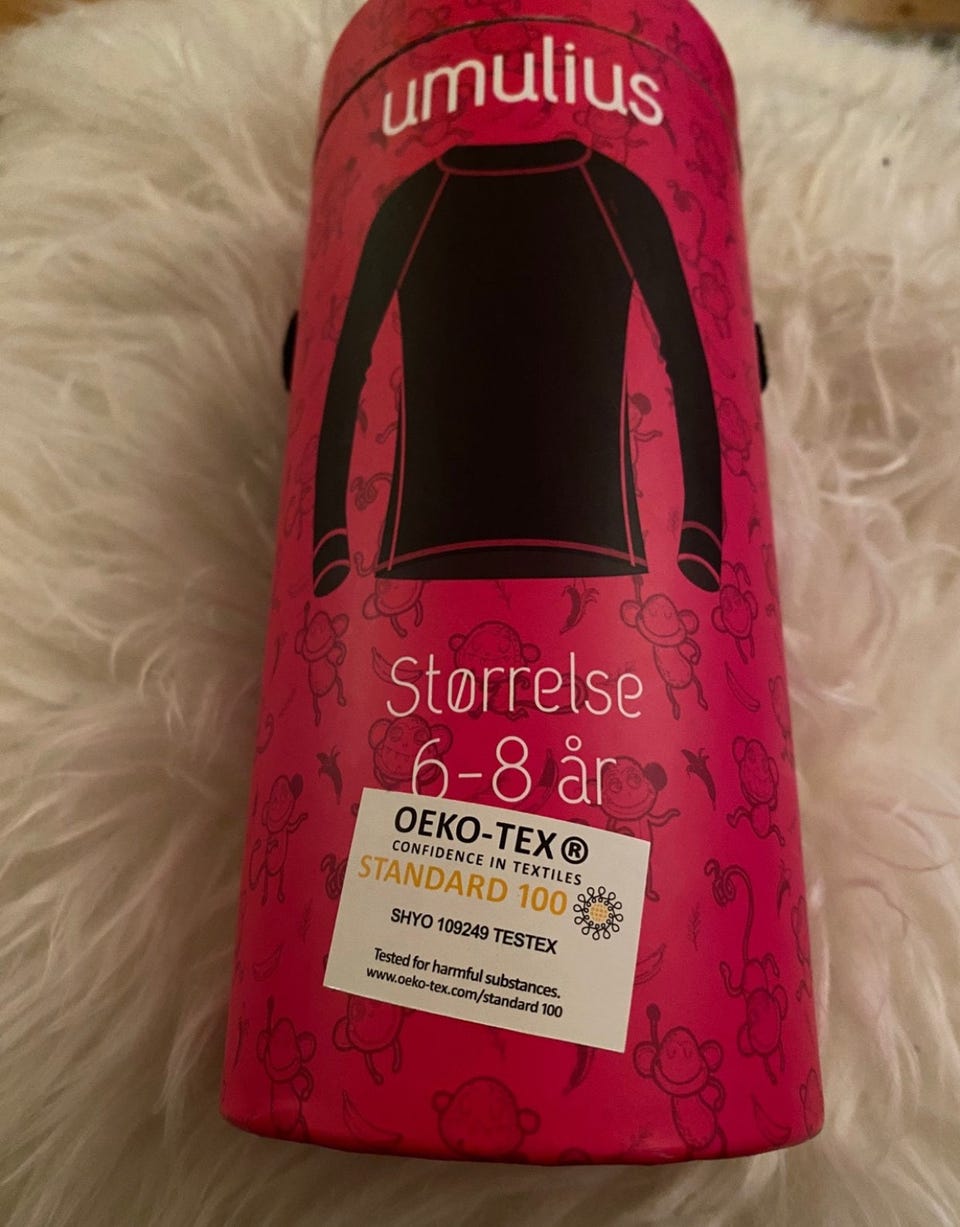 umulius
Størrelse
6-8 år
OEKO-TEX®
CONFIDENCE IN TEXTILES
STANDARD 100
SHYO 109249 TESTEX
Tested for harmful substances.
www.oeko-tex.com/standard 100